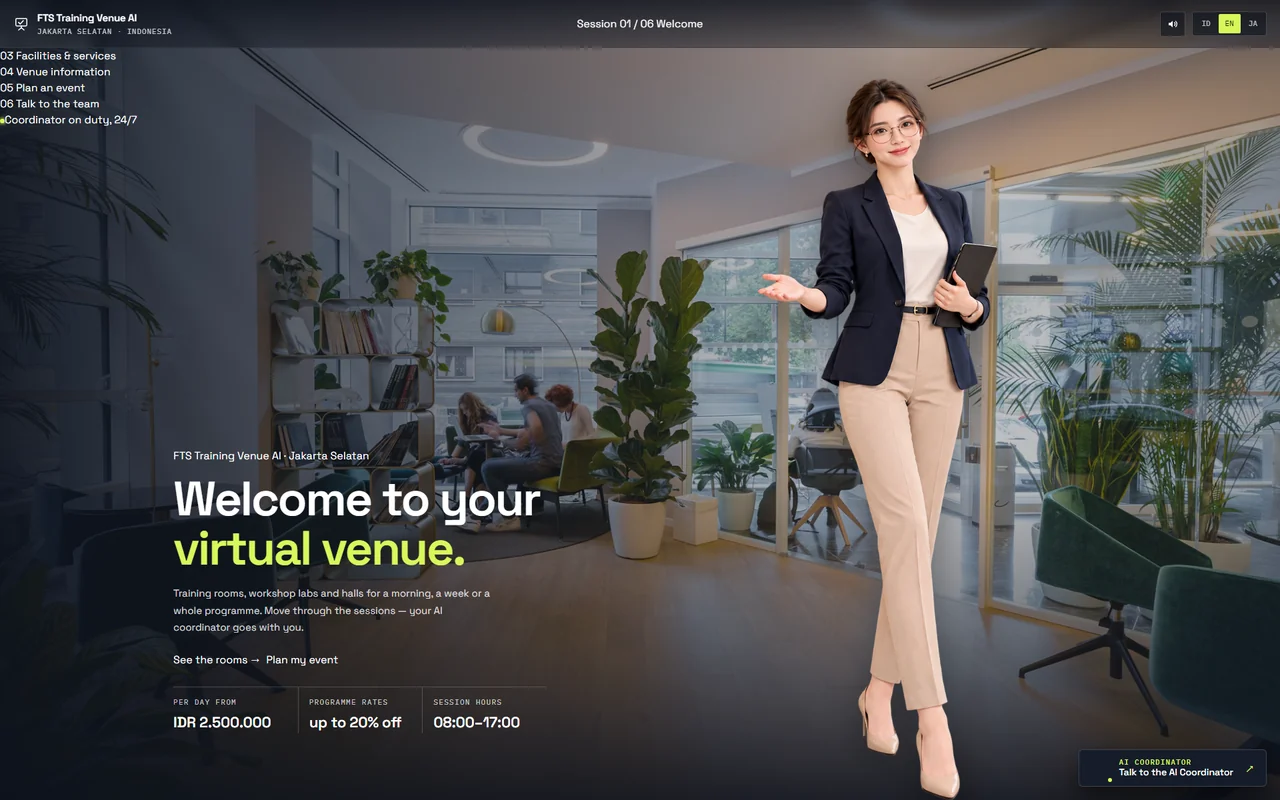 FTS Training Venue AI
JAKARTA SELATAN · INDONESIA
Session 01 / 06 Welcome
ID EN JA
03 Facilities & services
04 Venue information
05 Plan an event
06 Talk to the team
Coordinator on duty, 24/7
FTS Training Venue AI · Jakarta Selatan
Welcome to your
virtual venue.
Training rooms, workshop labs and halls for a morning, a week or a
whole programme. Move through the sessions — your AI
coordinator goes with you.
See the rooms → Plan my event
PER DAY FROM
IDR 2.500.000
PROGRAMME RATES
up to 20% off
SESSION HOURS
08:00–17:00
AI COORDINATOR
Talk to the AI Coordinator ↗